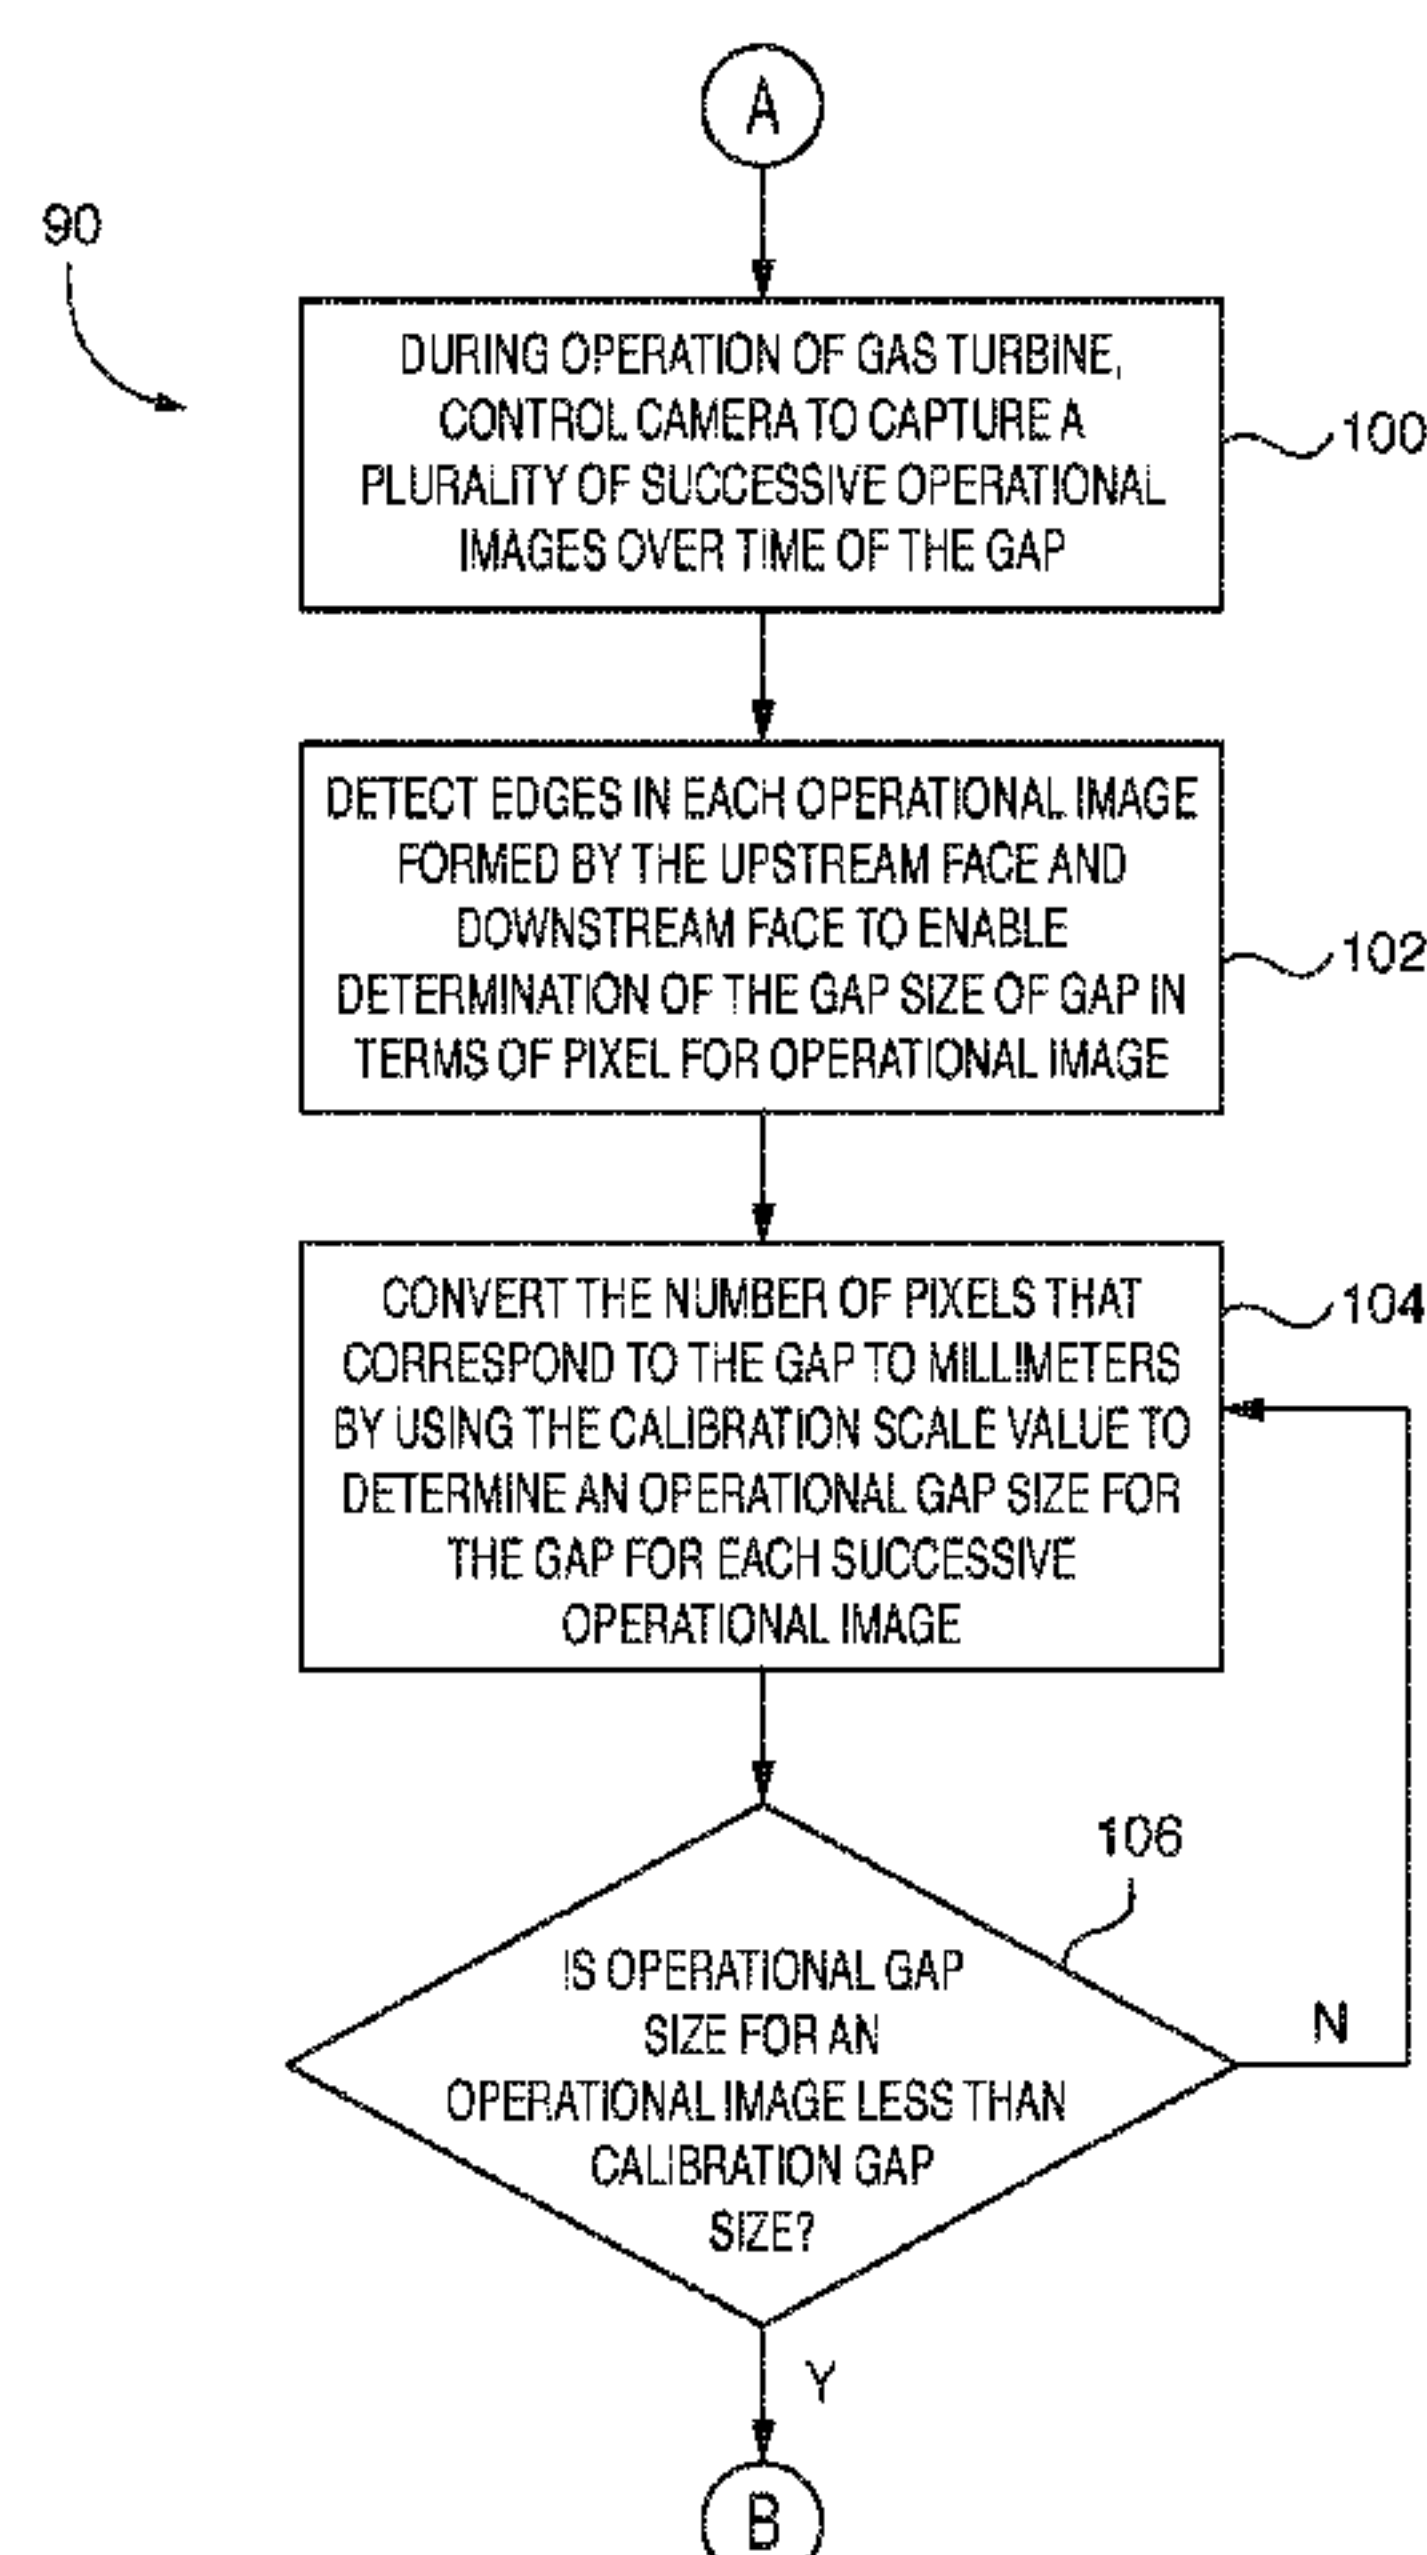 A
90
DURING OPERATION OF GAS TURBINE,
CONTROL CAMERA TO CAPTURE A
PLURALITY OF SUCCESSIVE OPERATIONAL
IMAGES OVER TIME OF THE GAP
100
DETECT EDGES IN EACH OPERATIONAL IMAGE
FORMED BY THE UPSTREAM FACE AND
DOWNSTREAM FACE TO ENABLE
DETERMINATION OF THE GAP SIZE OF GAP IN
TERMS OF PIXEL FOR OPERATIONAL IMAGE
102
CONVERT THE NUMBER OF PIXELS THAT
CORRESPOND TO THE GAP TO MILLIMETERS
BY USING THE CALIBRATION SCALE VALUE TO
DETERMINE AN OPERATIONAL GAP SIZE FOR
THE GAP FOR EACH SUCCESSIVE
OPERATIONAL IMAGE
104
106
IS OPERATIONAL GAP
SIZE FOR AN
OPERATIONAL IMAGE LESS THAN
CALIBRATION GAP
SIZE?
N
Y
B